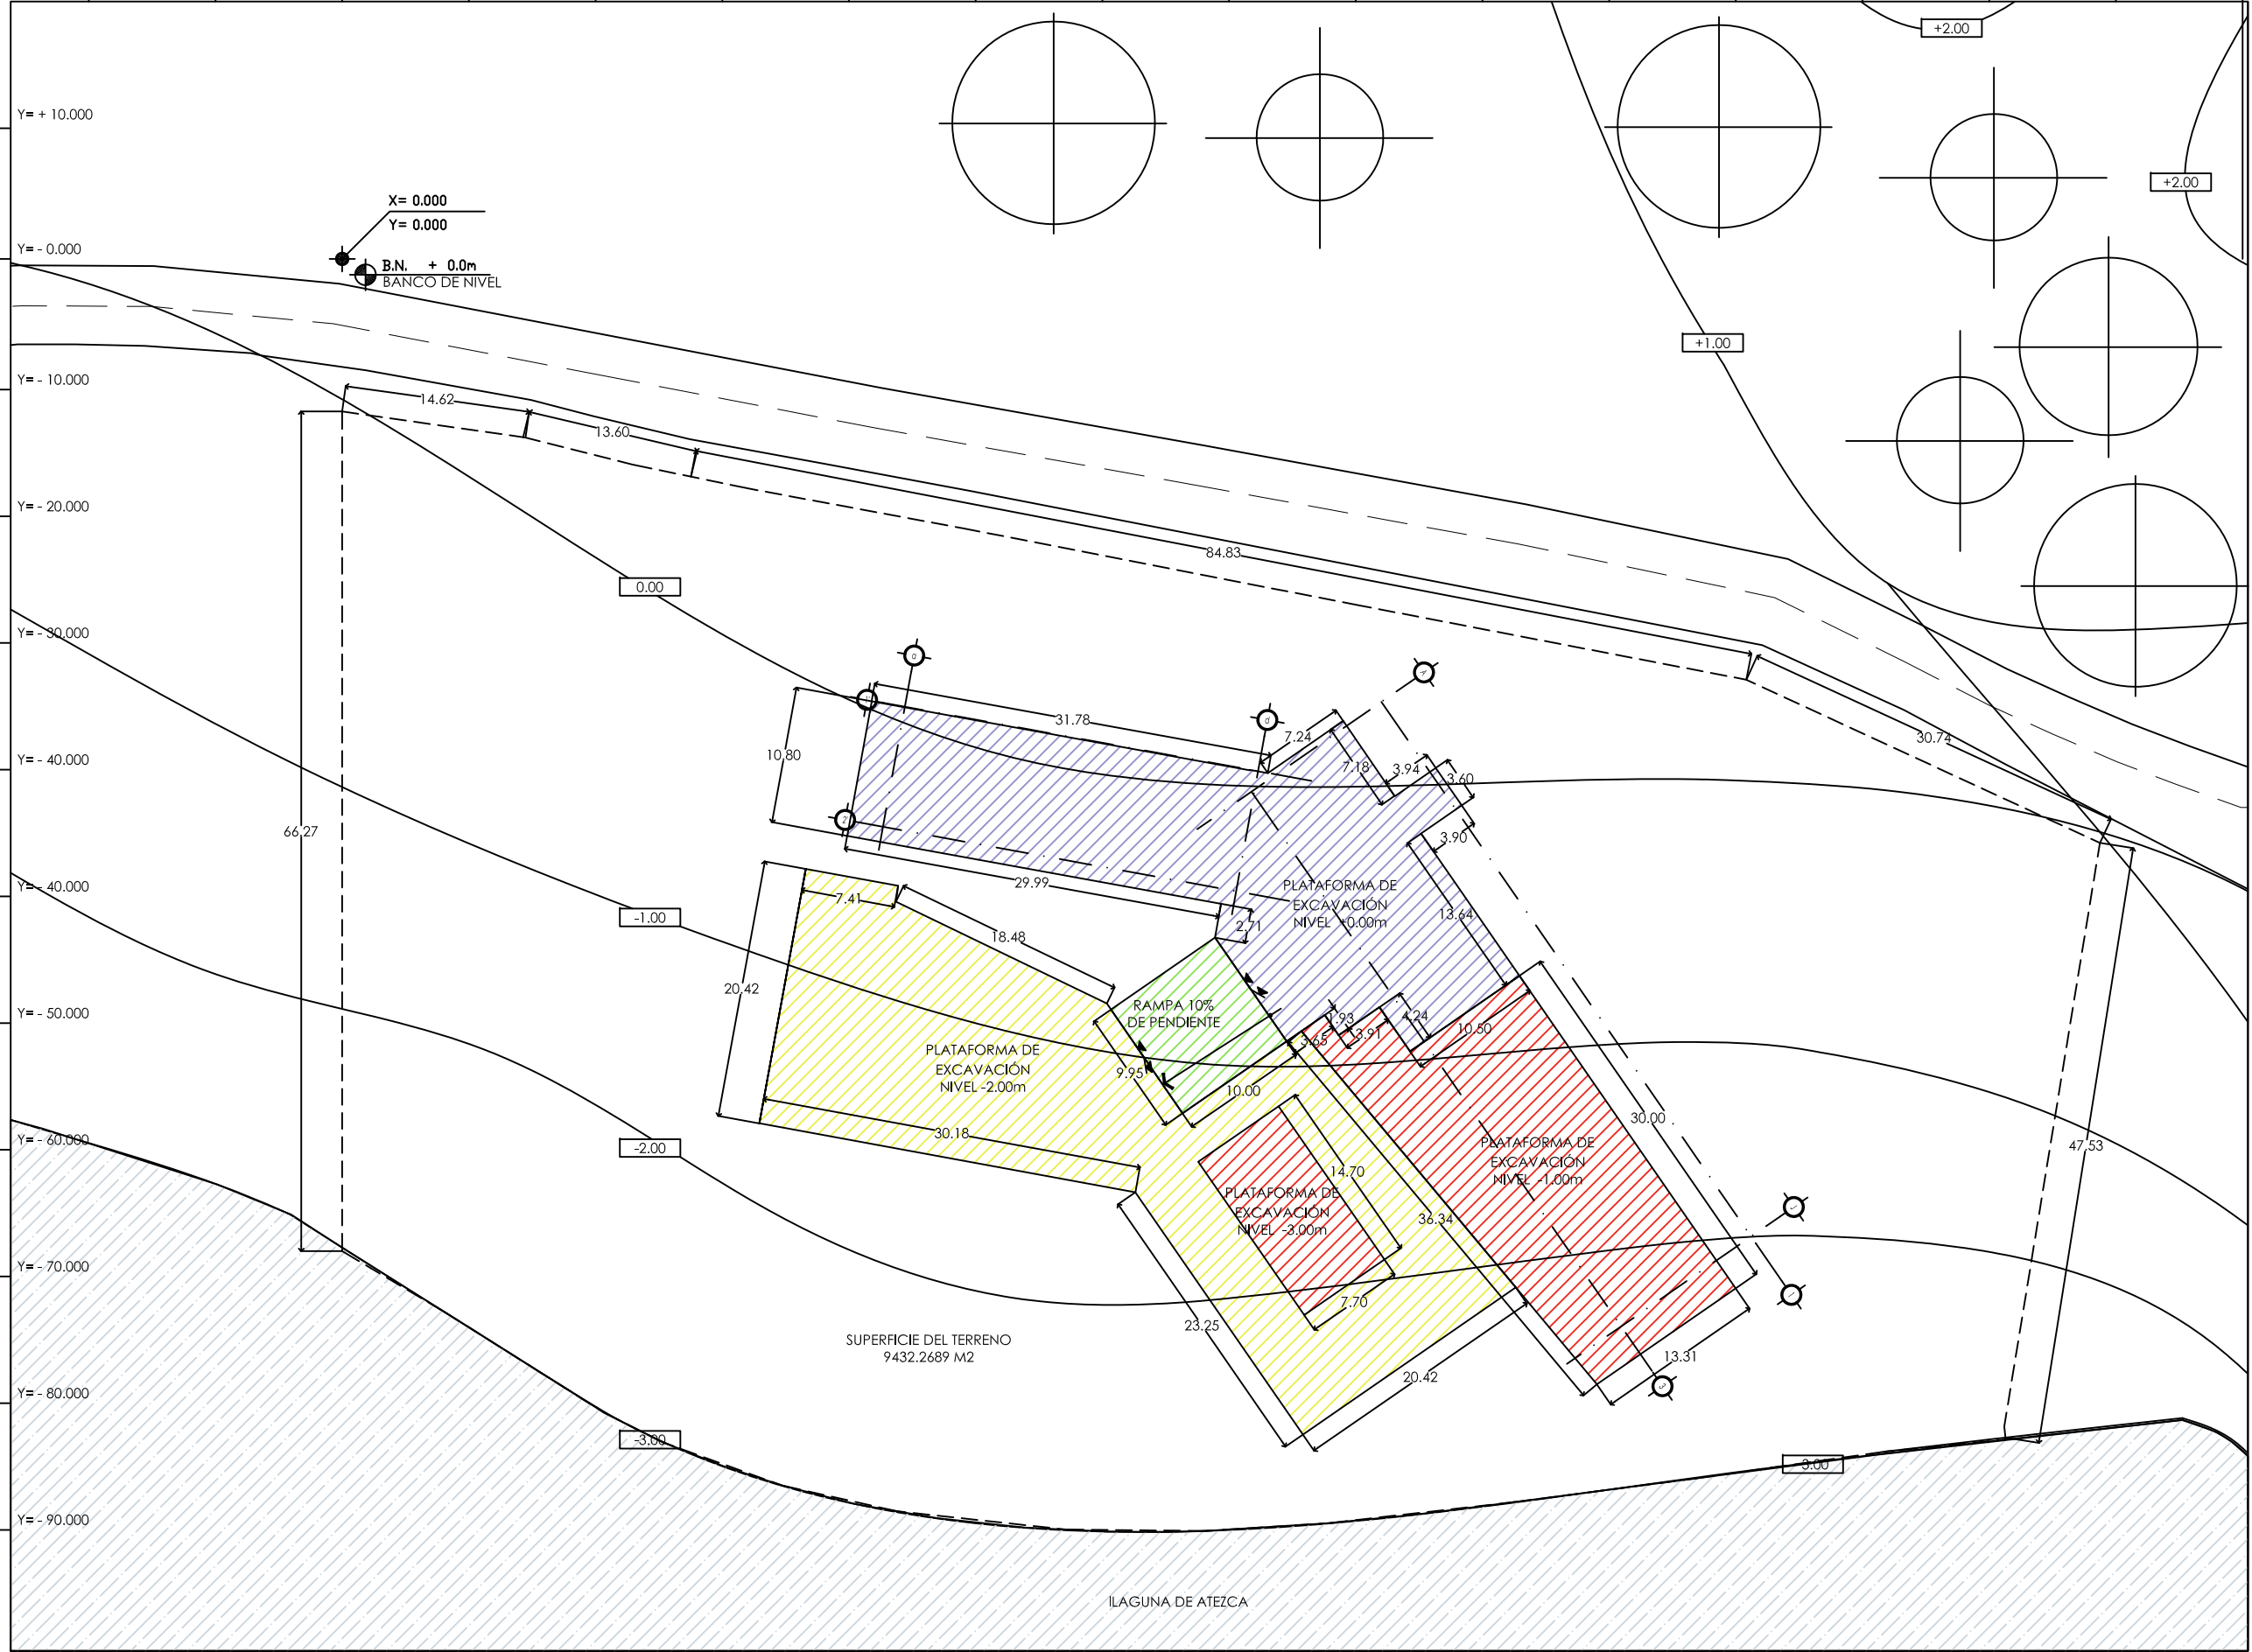 +2.00
Y= + 10.000
+2.00
X= 0.000
Y= 0.000
Y= - 0.000
B.N. + 0.0m
BANCO DE NIVEL
+1.00
Y= - 10.000
14.62
13.60
Y= - 20.000
84.83
0.00
Y= - 30.000
31.78
7.24
30.74
10.80
Y= - 40.000
7.18
3.94
3.60
2
66.27
3.90
29.99
Y= - 40.000
7.41
PLATAFORMA DE
EXCAVACIÓN
NIVEL +0.00m
13.64
-1.00
2.71
18.48
20.42
RAMPA 10%
DE PENDIENTE
Y= - 50.000
1.93
4.24
3.91
10.50
3.65
PLATAFORMA DE
EXCAVACIÓN
NIVEL -2.00m
9.95
10.00
30.00
Y= - 60.000
30.18
-2.00
PLATAFORMA DE
EXCAVACIÓN
NIVEL -1.00m
47.53
14.70
PLATAFORMA DE
EXCAVACIÓN
NIVEL -3.00m
36.34
Y= - 70.000
7.70
23.25
SUPERFICIE DEL TERRENO
9432.2689 M2
13.31
20.42
3
Y= - 80.000
-3.00
-3.00
Y= - 90.000
lLAGUNA DE ATEZCA